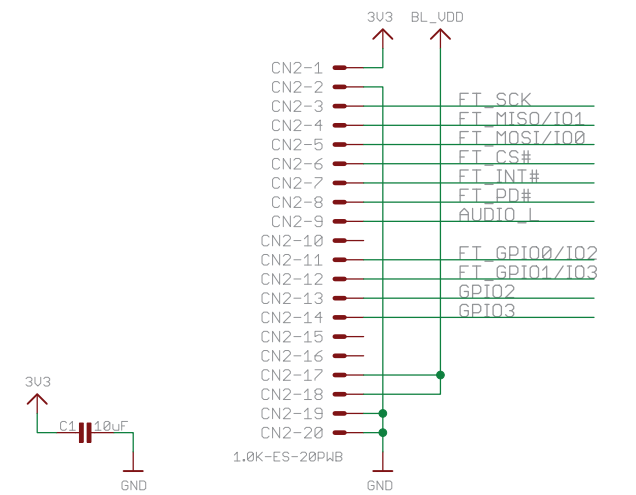 3V3 BL_VDD
CN2-1
CN2-2
CN2-3 FT_SCK
CN2-4 FT_MISO/IO1
CN2-5 FT_MOSI/IO0
CN2-6 FT_CS#
CN2-7 FT_INT#
CN2-8 FT_PD#
CN2-9 AUDIO_L
CN2-10
CN2-11 FT_GPIO0/IO2
CN2-12 FT_GPIO1/IO3
CN2-13 GPIO2
CN2-14 GPIO3
CN2-15
CN2-16
CN2-17
3V3
CN2-18
CN2-19
C1 10uF
CN2-20
1.0K-ES-20PWB
GND GND